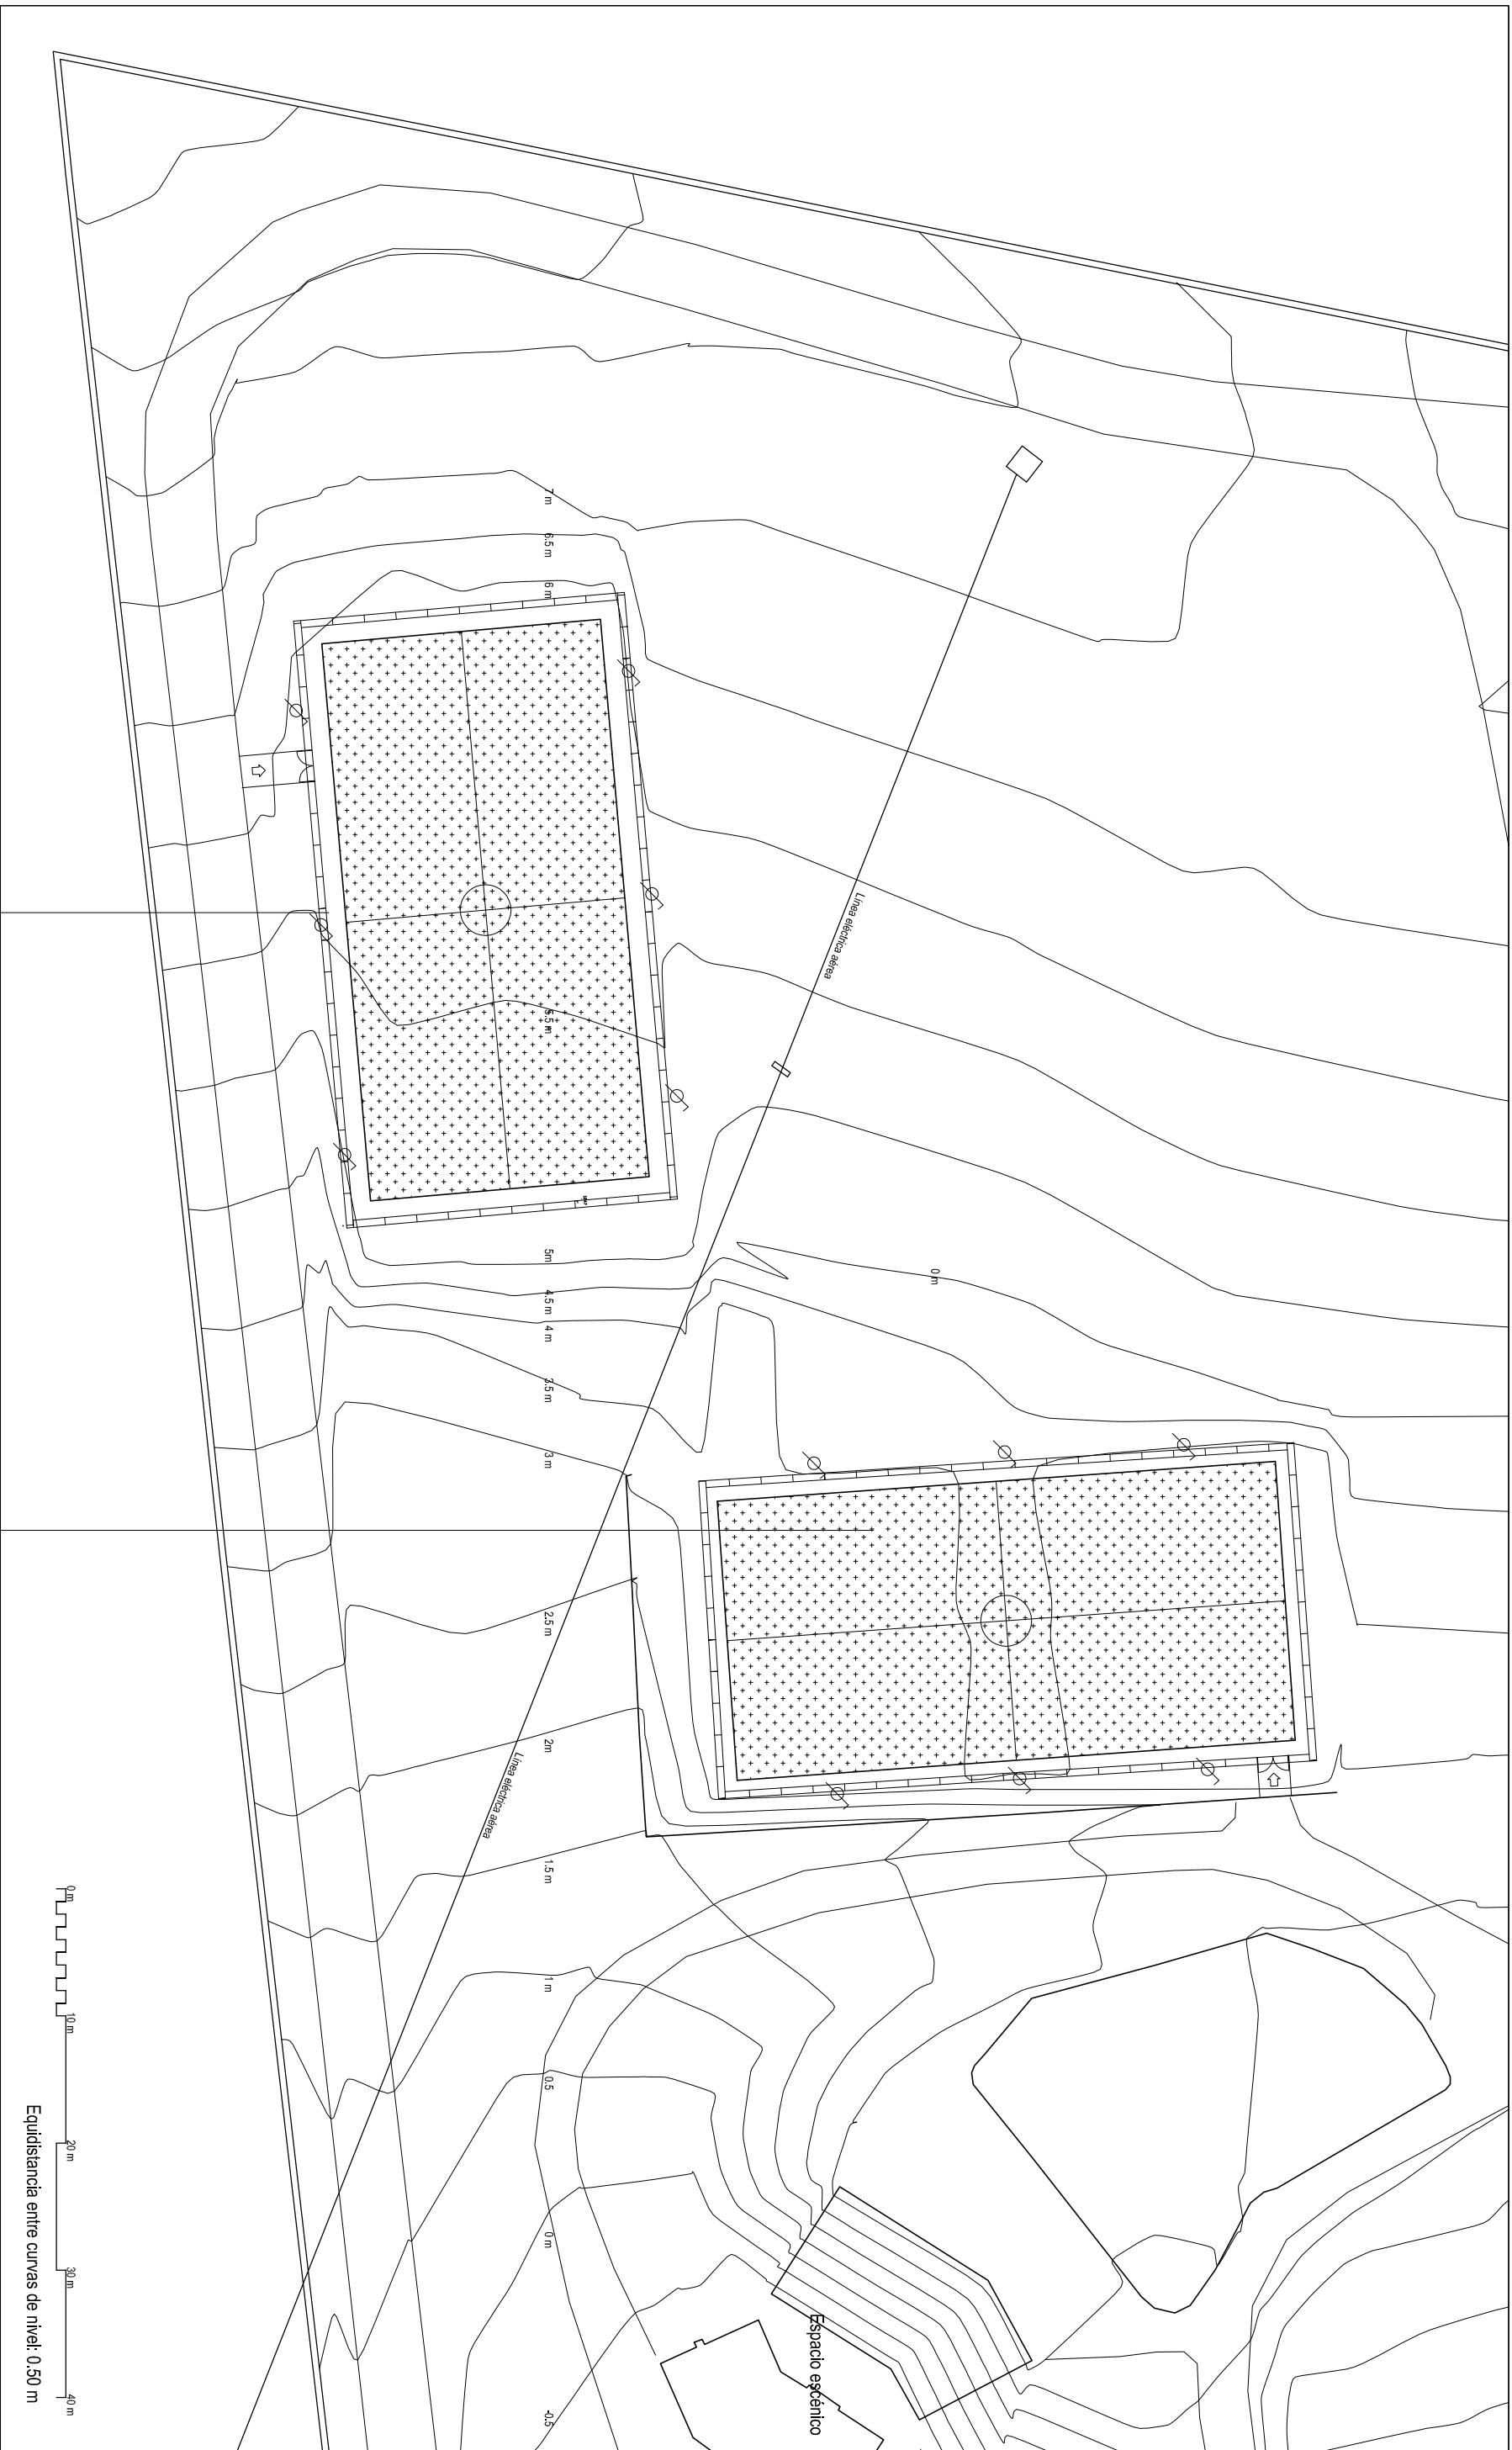 7 m
6.5 m
6 m
Línea eléctrica aérea
5.5 m
5m
0 m
4.5 m
4 m
3.5 m
3 m
2.5 m
2m
Línea eléctrica aérea
1.5 m
1 m
0.5
0 m
-0.5
Espacio escénico
0 m
10 m
20 m
30 m
40 m
Equidistancia entre curvas de nivel: 0.50 m